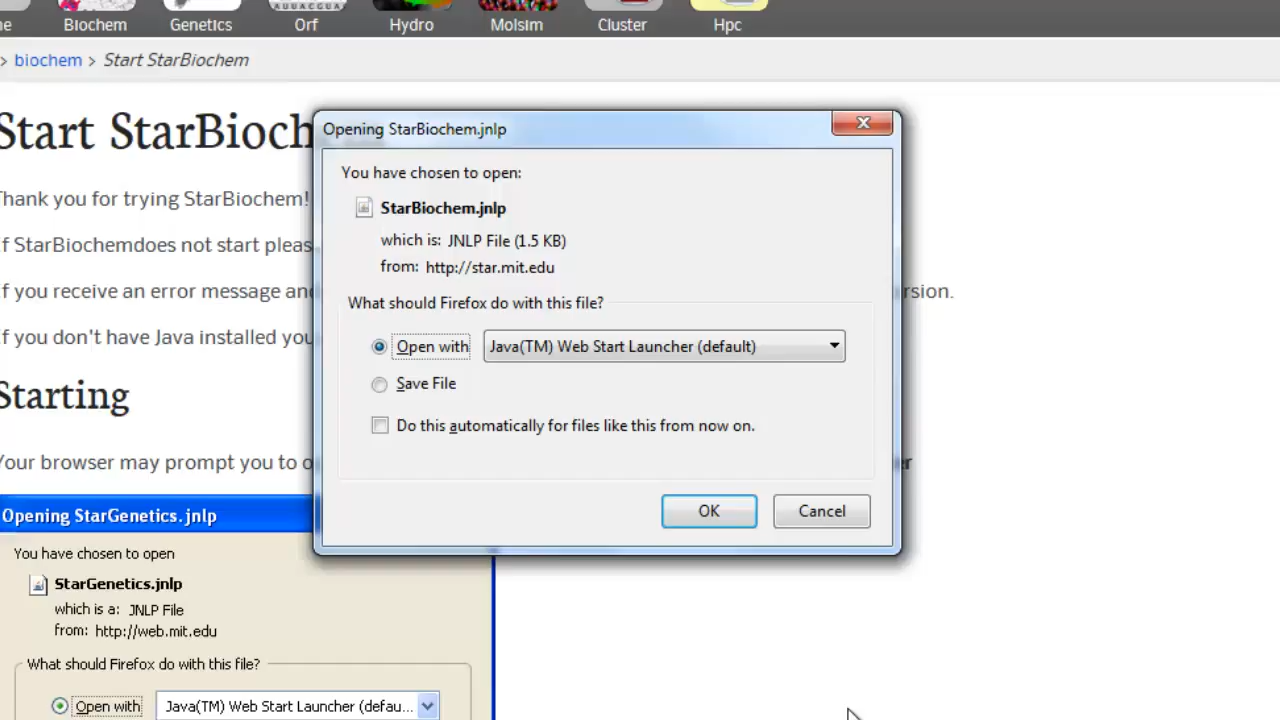 ne Biochem Genetics Orf Hydro Molsim Cluster Hpc
> biochem > Start StarBiochem
Start StarBioch
Opening StarBiochem.jnlp
You have chosen to open:
Thank you for trying StarBiochem!
StarBiochem.jnlp
If StarBiochemdoes not start pleas
which is: JNLP File (1.5 KB)
from: http://star.mit.edu
If you receive an error message and
rsion.
What should Firefox do with this file?
If you don't have Java installed you
Open with Java(TM) Web Start Launcher (default)
Save File
Starting
Do this automatically for files like this from now on.
Your browser may prompt you to o
er
OK Cancel
Opening StarGenetics.jnlp
You have chosen to open
StarGenetics.jnlp
which is a: JNLP File
from: http://web.mit.edu
What should Firefox do with this file?
Open with Java(TM) Web Start Launcher (defau...